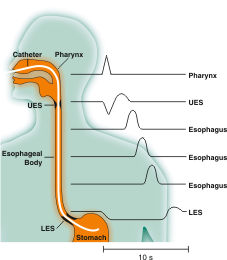 Catheter Pharynx
Pharynx
UES
UES
Esophagus
Esophageal
Body
Esophagus
Esophagus
LES
LES
Stomach
10 s